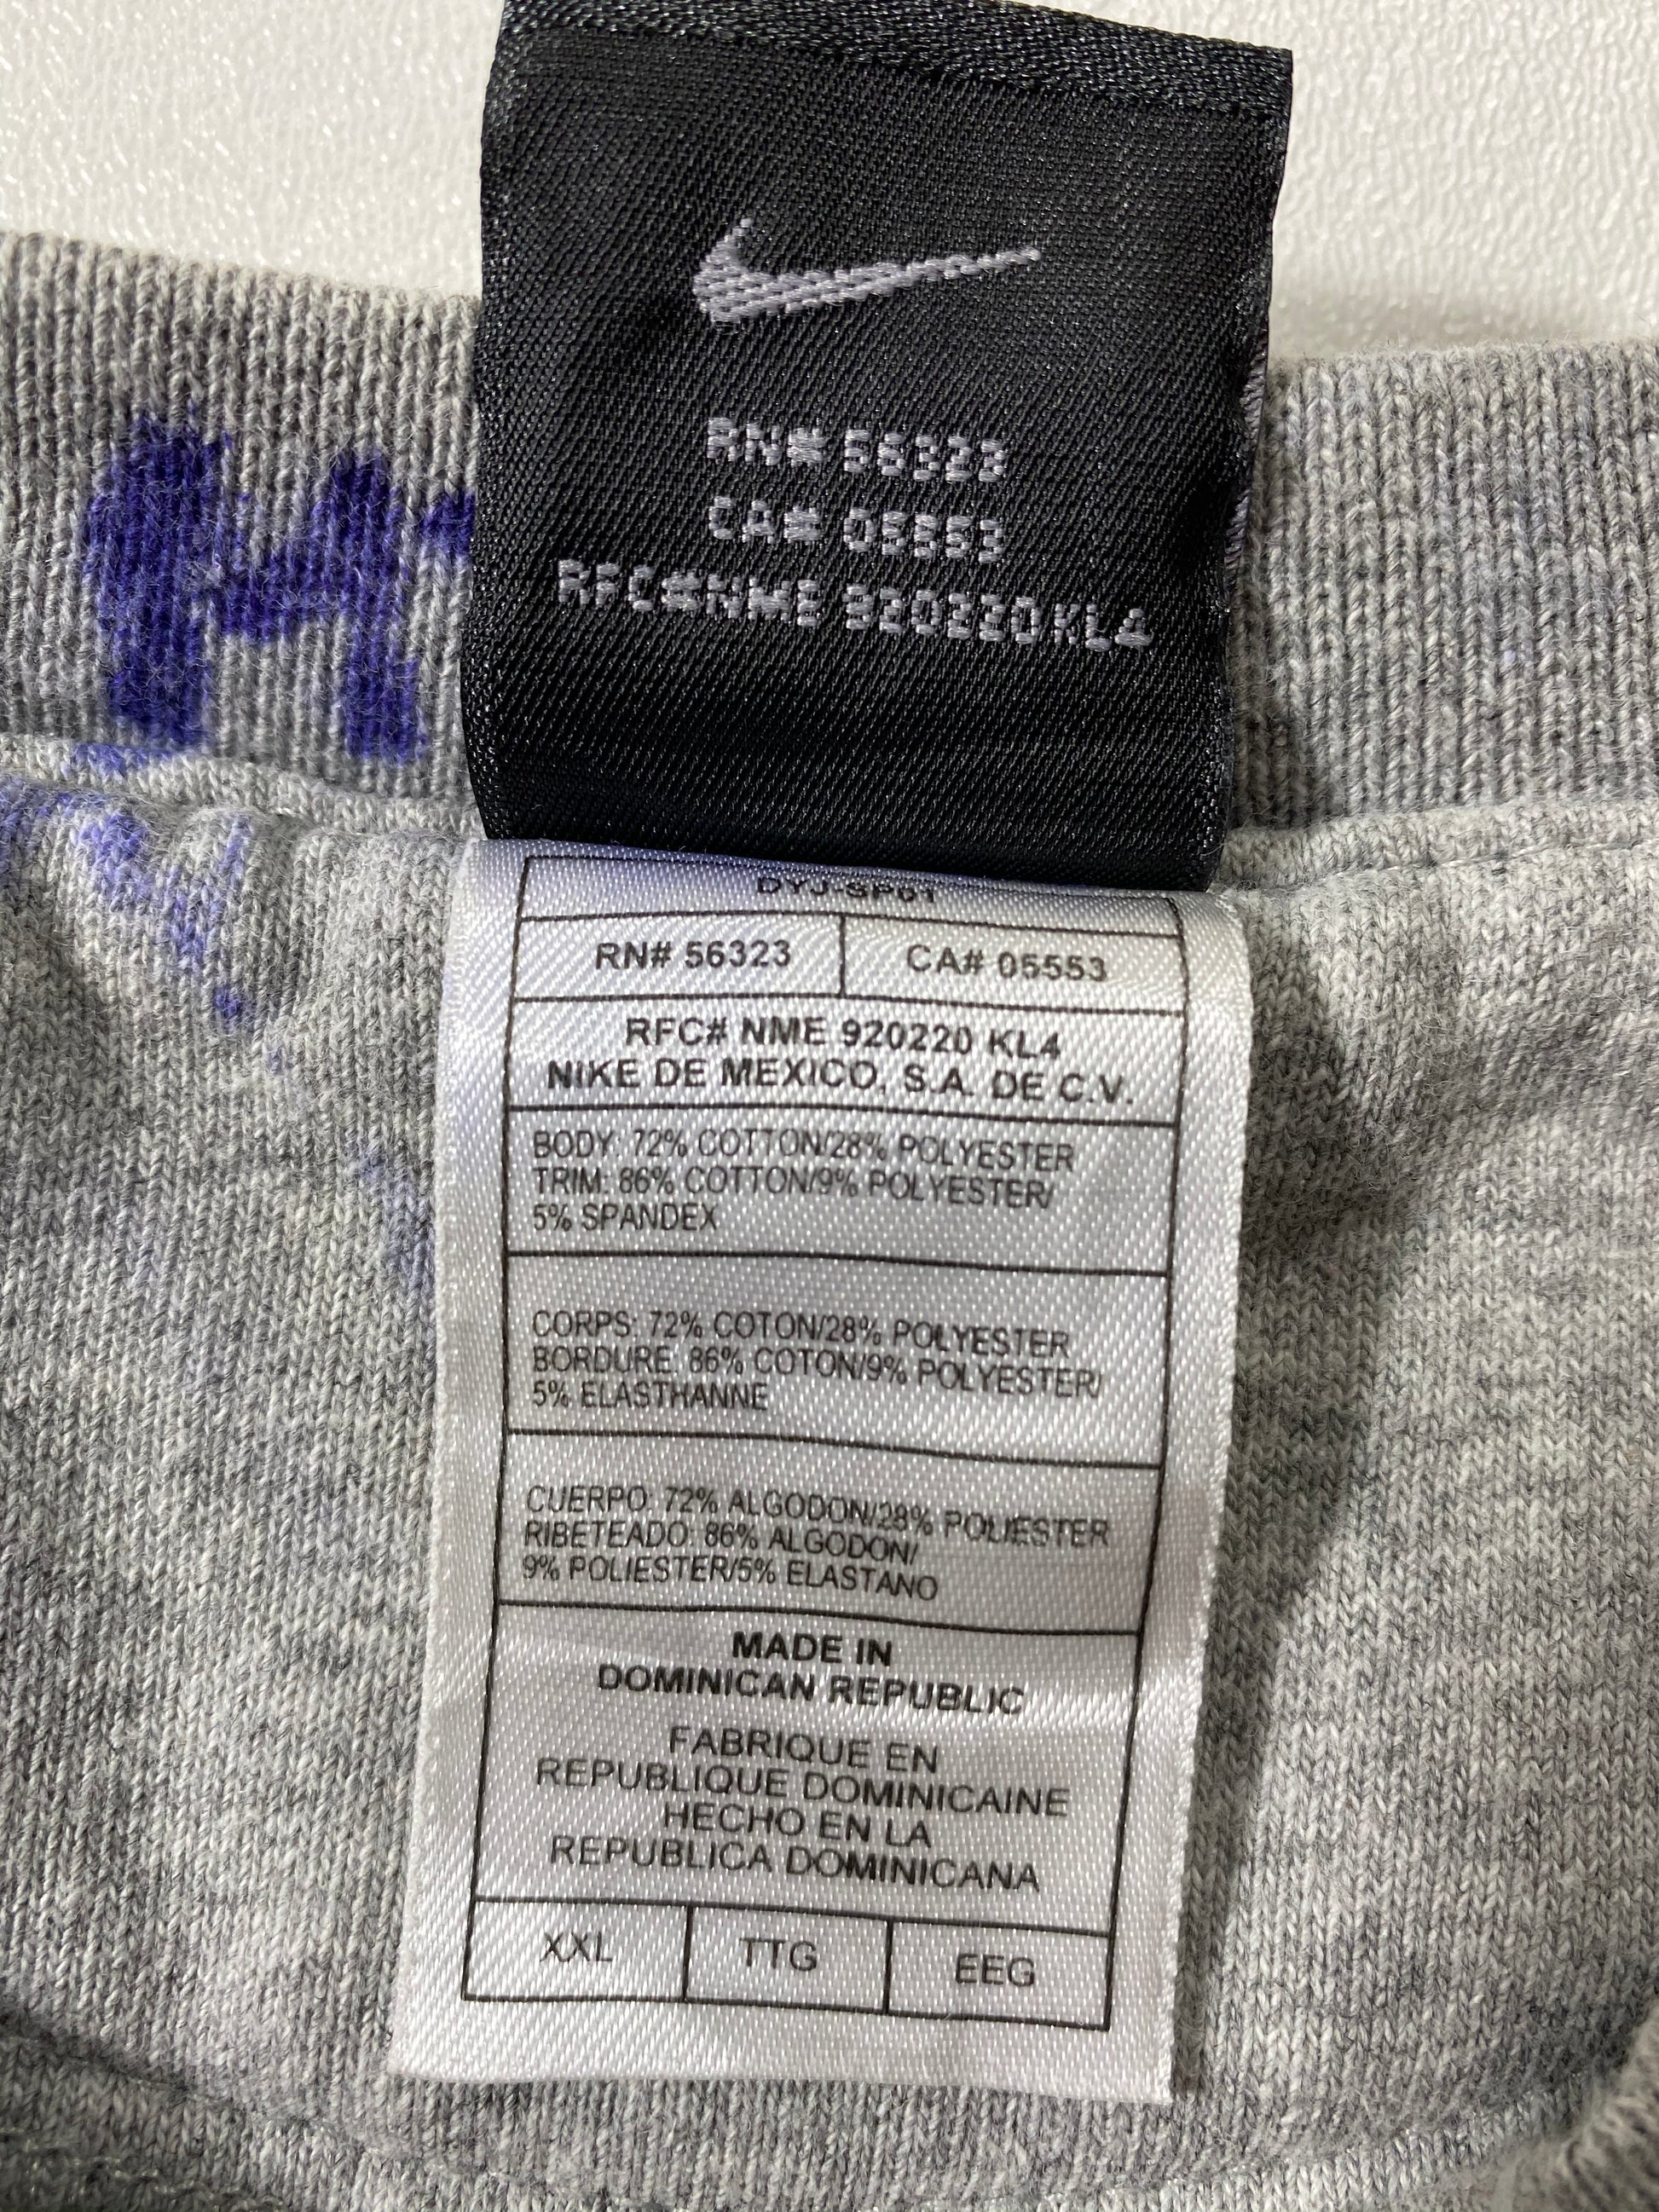 RN# 56323
CA# 05553
RFC#NME 920220 KL4
DYJ-SP01
RN# 56323
CA# 05553
RFC# NME 920220 KL4
NIKE DE MEXICO, S.A. DE C.V.
BODY: 72% COTTON/28% POLYESTER
TRIM: 86% COTTON/9% POLYESTER/
5% SPANDEX
CORPS: 72% COTON/28% POLYESTER
BORDURE: 86% COTON/9% POLYESTER/
5% ELASTHANNE
CUERPO: 72% ALGODON/28% POLIESTER
RIBETEADO: 86% ALGODON/
9% POLIESTER/5% ELASTANO
MADE IN
DOMINICAN REPUBLIC
FABRIQUE EN
REPUBLIQUE DOMINICAINE
HECHO EN LA
REPUBLICA DOMINICANA
XXL
TTG
EEG